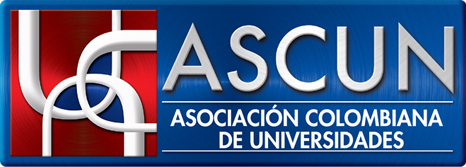 ASCUN
ASOCIACIÓN COLOMBIANA
DE UNIVERSIDADES